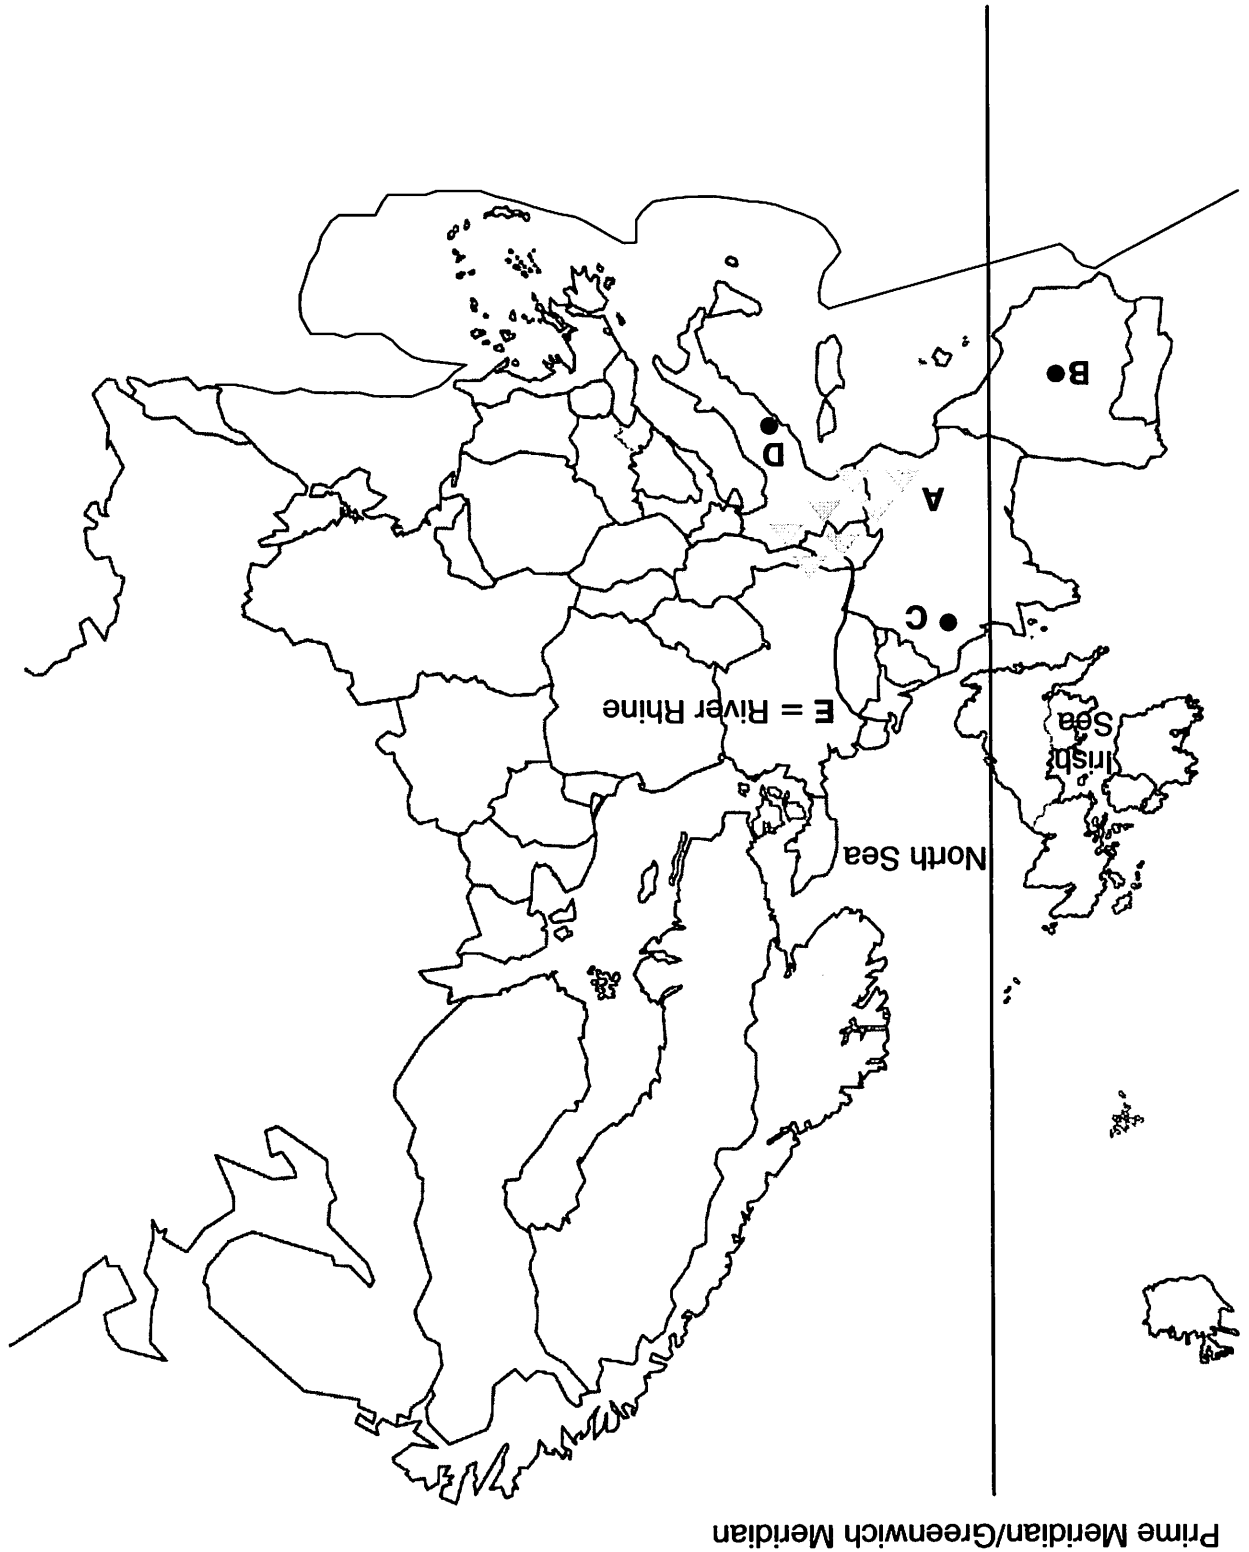 Prime Meridian/Greenwich Meridian
North Sea
Irish
Sea
E = River Rhine
C
A
D
B